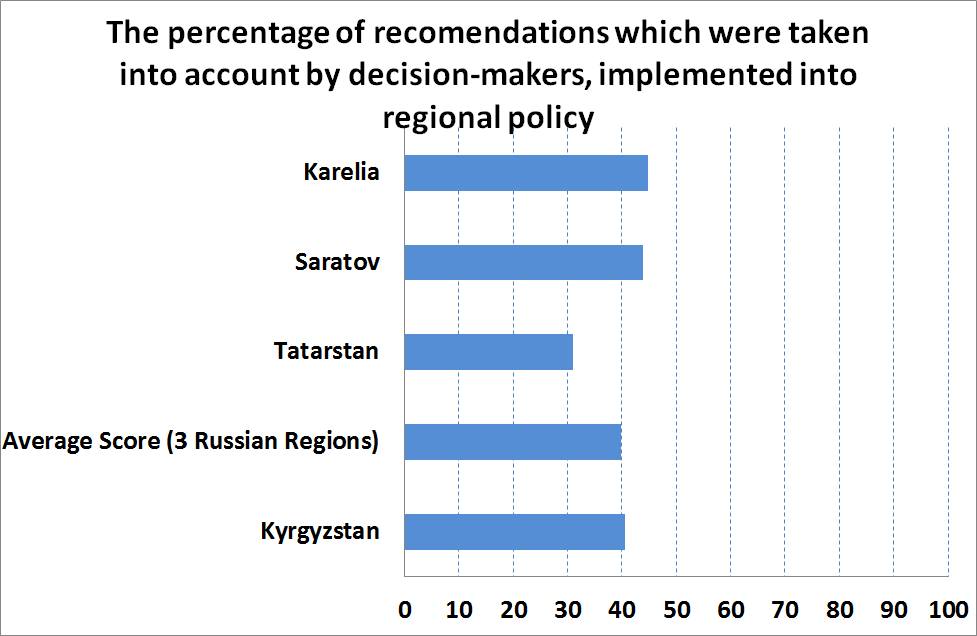 The percentage of recomendations which were taken
into account by decision-makers, implemented into
regional policy
Karelia
Saratov
Tatarstan
Average Score (3 Russian Regions)
Kyrgyzstan
0 10 20 30 40 50 60 70 80 90 100